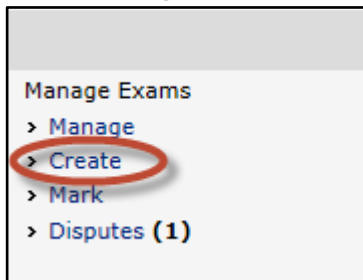 Manage Exams
> Manage
> Create
> Mark
> Disputes (1)